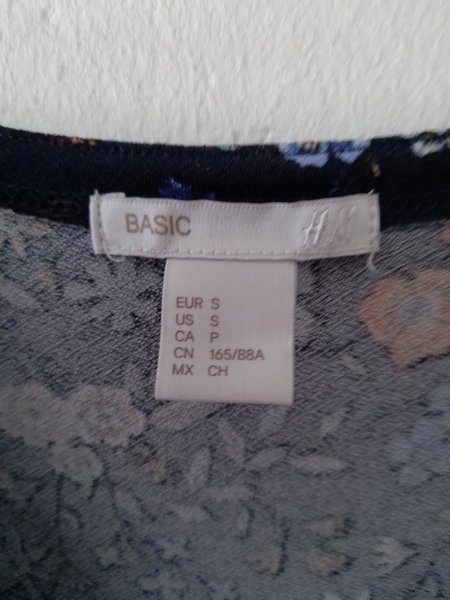 BASIC H&M
EUR S
US S
CA P
CN 165/88A
MX CH